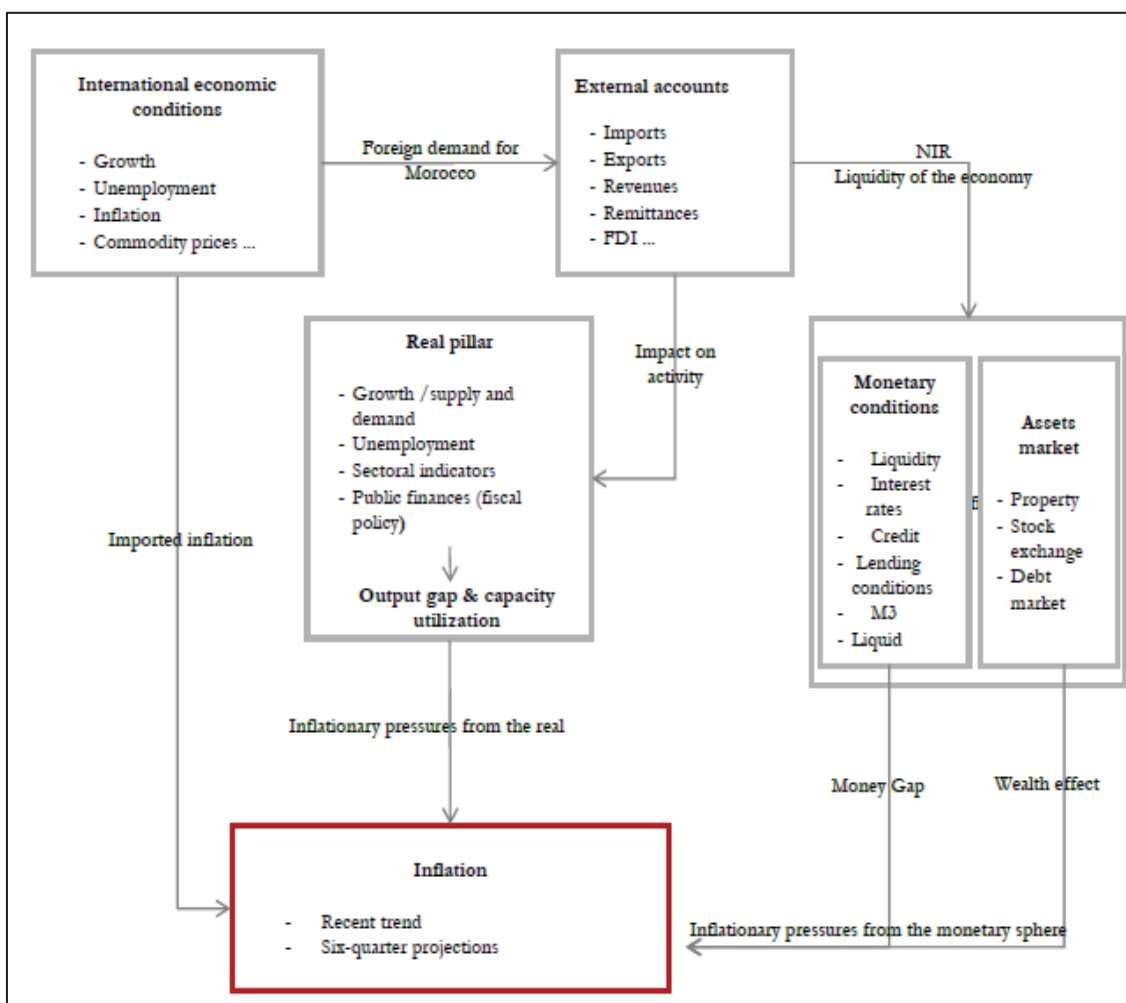 International economic
conditions
- Growth
- Unemployment
- Inflation
- Commodity prices ...
Foreign demand for
Morocco
External accounts
- Imports
- Exports
- Revenues
- Remittances
- FDI ...
NIR
Liquidity of the economy
Real pillar
- Growth /supply and
demand
- Unemployment
- Sectoral indicators
- Public finances (fiscal
policy)
Output gap & capacity
utilization
Impact on
activity
Monetary
conditions
- Liquidity
- Interest
rates
- Credit
- Lending
conditions
- M3
- Liquid
Assets
market
- Property
- Stock
exchange
- Debt
market
Imported inflation
Inflationary pressures from the real
Money Gap
Wealth effect
Inflation
- Recent trend
- Six-quarter projections
Inflationary pressures from the monetary sphere